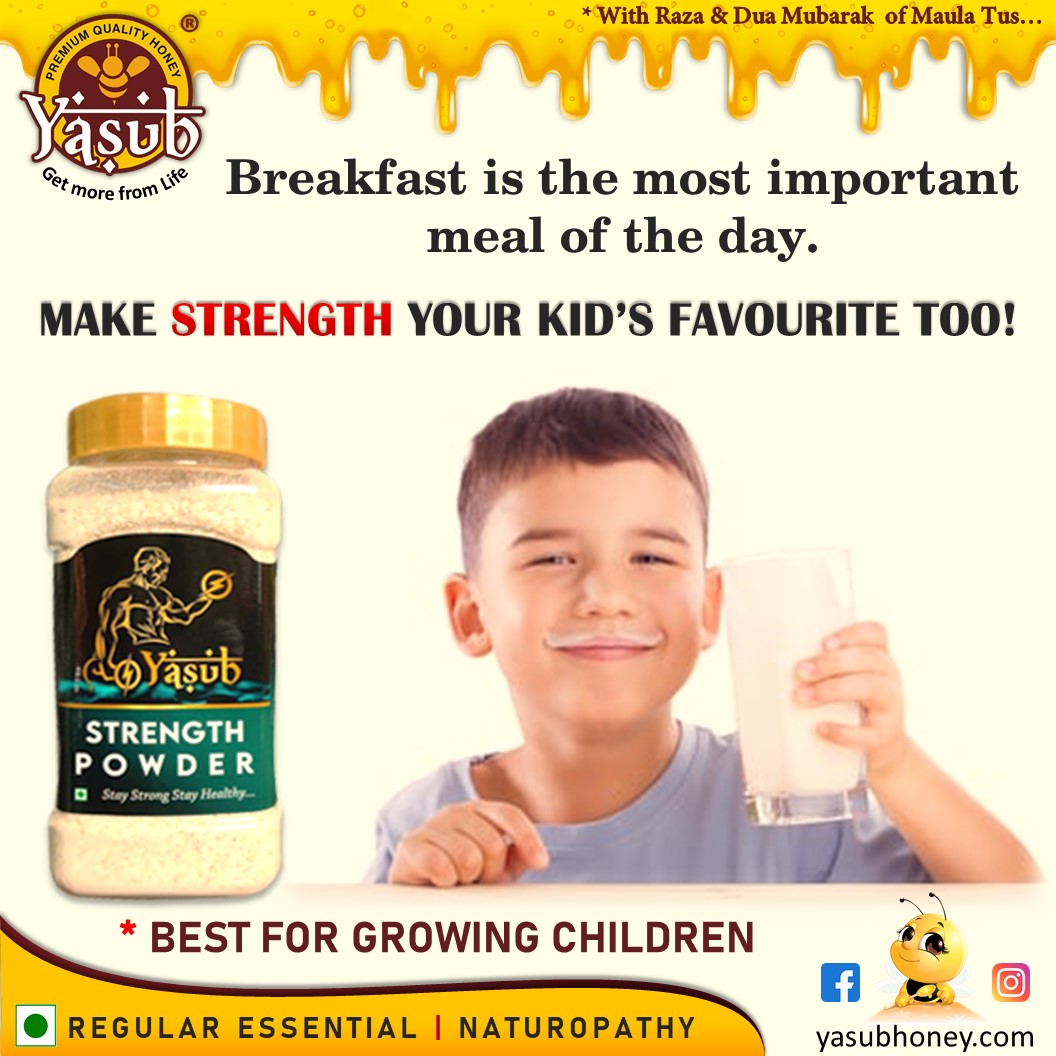 * With Raza & Dua Mubarak of Maula Tus...
PREMIUM QUALITY HONEY
®
Yasub
Get more from Life
Breakfast is the most important
meal of the day.
MAKE STRENGTH YOUR KID'S FAVOURITE TOO!
Yasub
STRENGTH
POWDER
Stay Strong Stay Healthy...
* BEST FOR GROWING CHILDREN
REGULAR ESSENTIAL | NATUROPATHY
yasubhoney.com